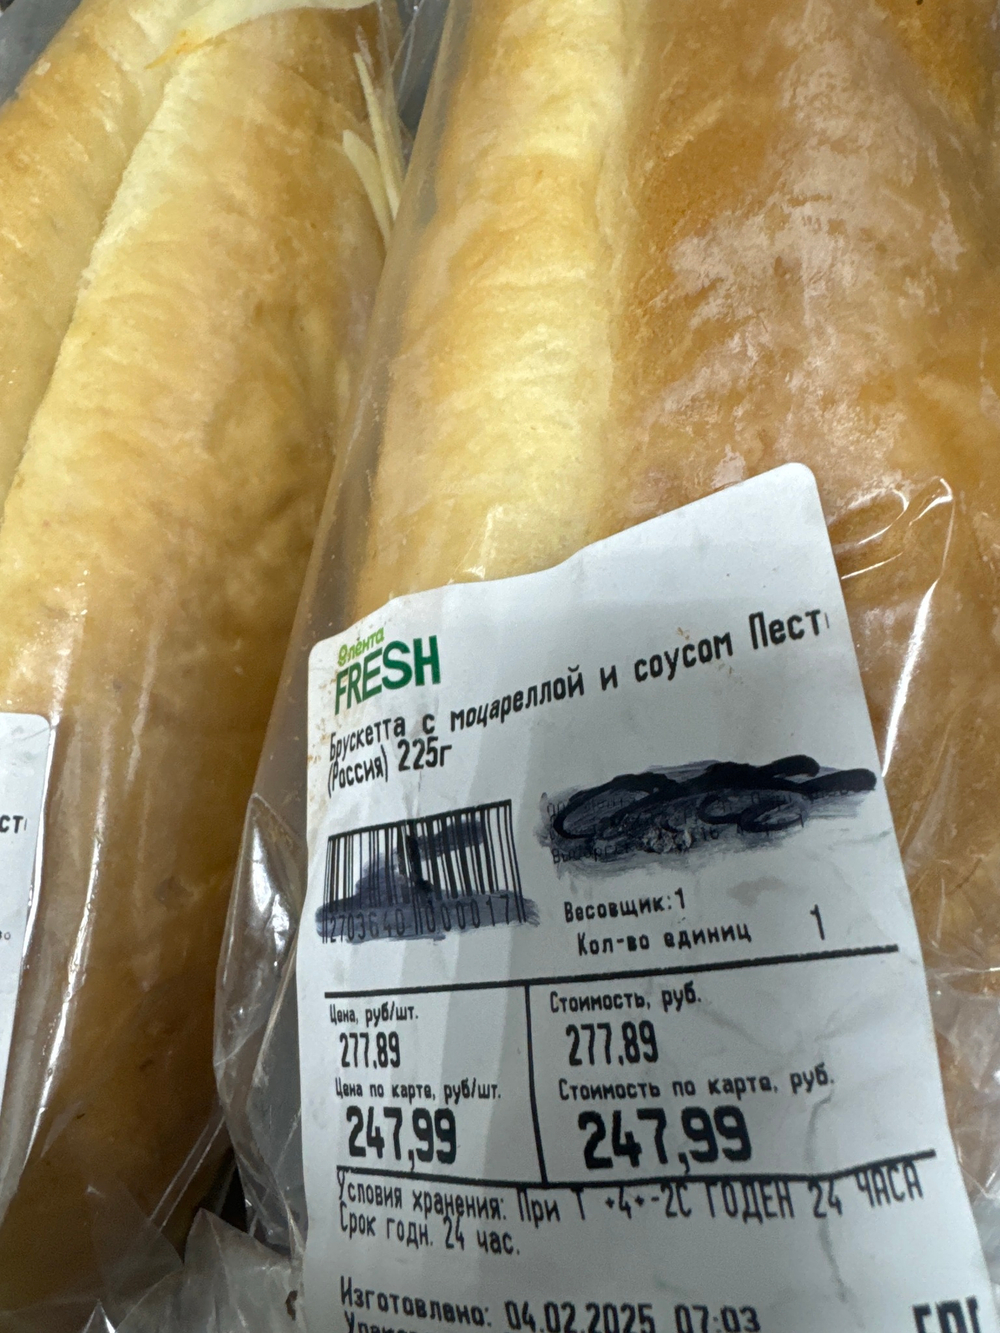 лента
FRESH
Брускетта с моцареллой и соусом Пест
(Россия) 225г
Весовщик:1
Кол-во единиц 1
Цена, руб/шт.
277.89
Стоимость, руб.
277.89
Цена по карте, руб/шт.
247,99
Стоимость по карте, руб.
247,99
Условия хранения: При Т +4+-2С ГОДЕН 24 ЧАСА
Срок годн. 24 час.
Изготовлено: 04.02.2025 07:03